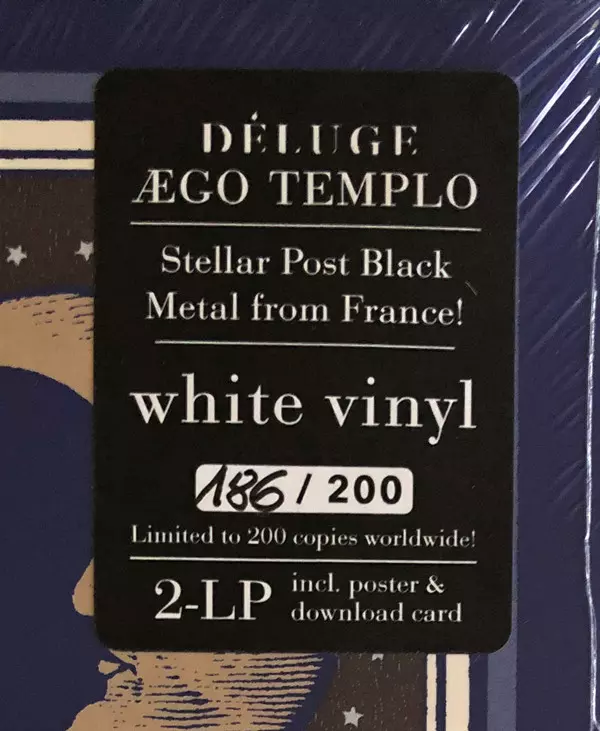 DÉLUGE
ÆGO TEMPLO
Stellar Post Black
Metal from France!
white vinyl
186 / 200
Limited to 200 copies worldwide!
2-LP incl. poster &
download card